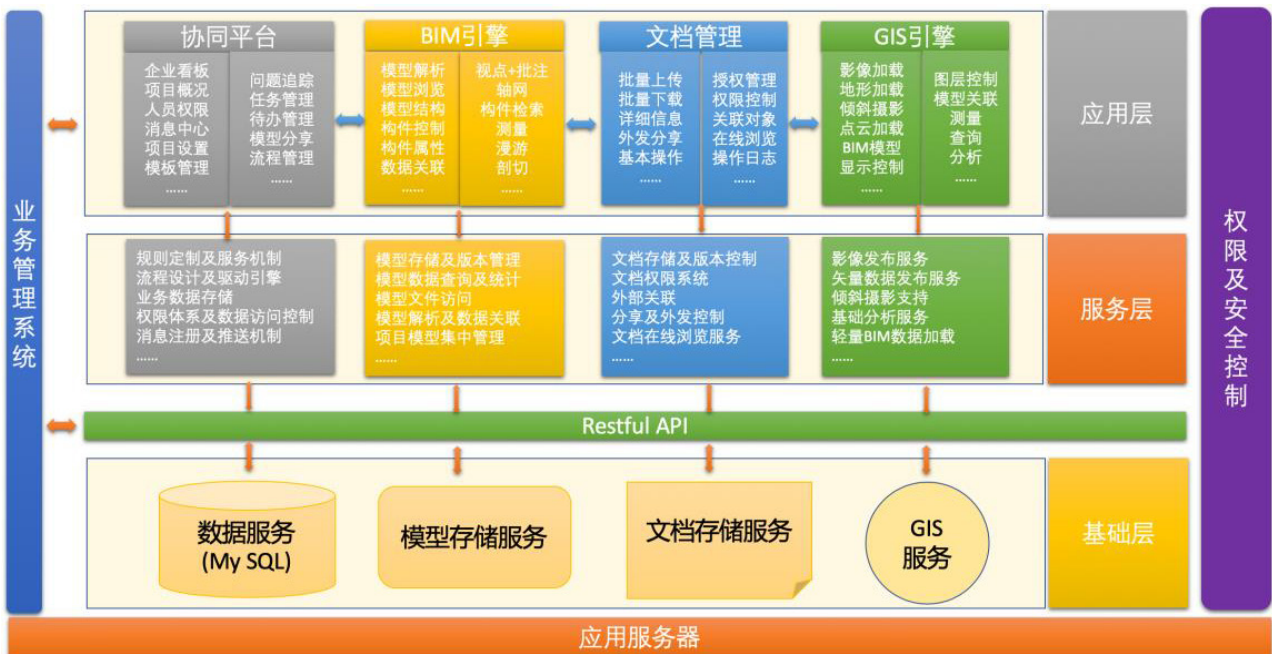 业务管理系统
协同平台
企业看板
项目概况
人员权限
消息中心
项目设置
模板管理
......
问题追踪
任务管理
待办管理
模型分享
流程管理
......
BIM引擎
模型解析
模型浏览
模型结构
构件控制
构件属性
数据关联
......
视点+批注
轴网
构件检索
测量
漫游
剖切
......
文档管理
批量上传
批量下载
详细信息
外发分享
基本操作
......
授权管理
权限控制
关联对象
在线浏览
操作日志
......
GIS引擎
影像加载
地形加载
倾斜摄影
点云加载
BIM模型
显示控制
......
图层控制
模型关联
测量
查询
分析
......
应用层
规则定制及服务机制
流程设计及驱动引擎
业务数据存储
权限体系及数据访问控制
消息注册及推送机制
......
模型存储及版本管理
模型数据查询及统计
模型文件访问
模型解析及数据关联
项目模型集中管理
......
文档存储及版本控制
文档权限系统
外部关联
分享及外发控制
文档在线浏览服务
......
影像发布服务
矢量数据发布服务
倾斜摄影支持
基础分析服务
轻量BIM数据加载
......
服务层
Restful API
数据服务
(My SQL)
模型存储服务
文档存储服务
GIS
服务
基础层
权限及安全控制
应用服务器